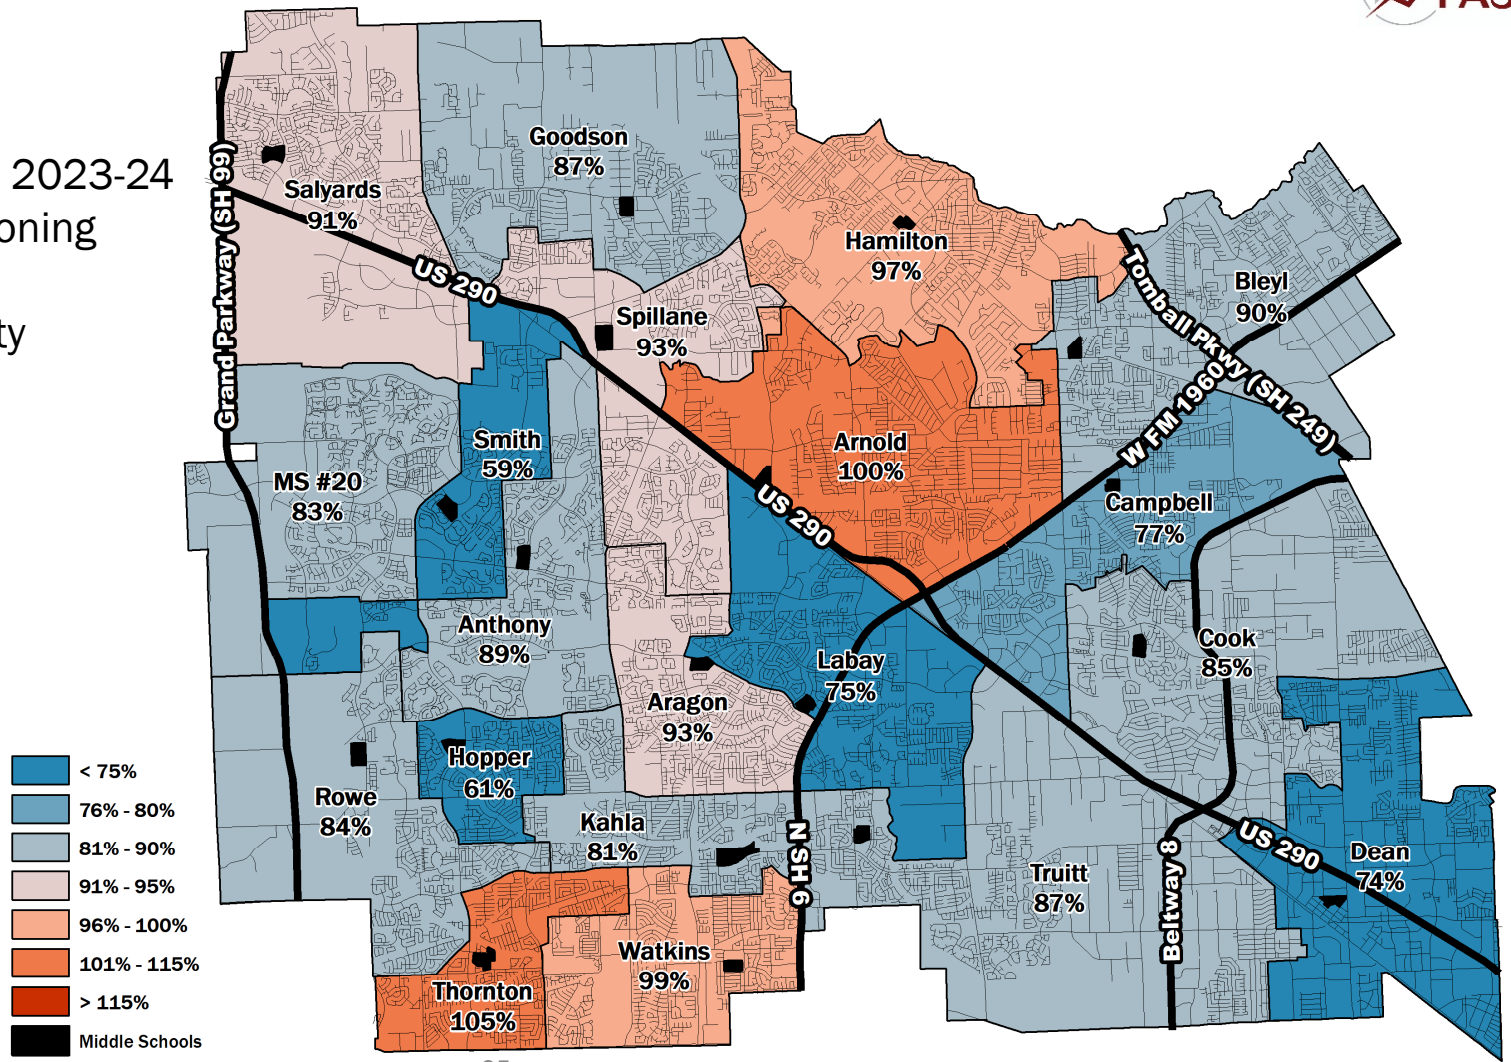 FAS
2023-24
oning
ty
Goodson
87%
Salyards
91%
Hamilton
97%
Bleyl
90%
Grand Parkway (SH 99)
US 290
Tomball Pkwy (SH 249)
Spillane
93%
W FM 1960
Smith
59%
Arnold
100%
MS #20
83%
US 290
Campbell
77%
Anthony
89%
Labay
75%
Cook
85%
Aragon
93%
Hopper
61%
Rowe
84%
Kahla
81%
N SH 6
US 290
Dean
74%
Truitt
87%
Beltway 8
Watkins
99%
Thornton
105%
< 75%
76% - 80%
81% - 90%
91% - 95%
96% - 100%
101% - 115%
> 115%
Middle Schools